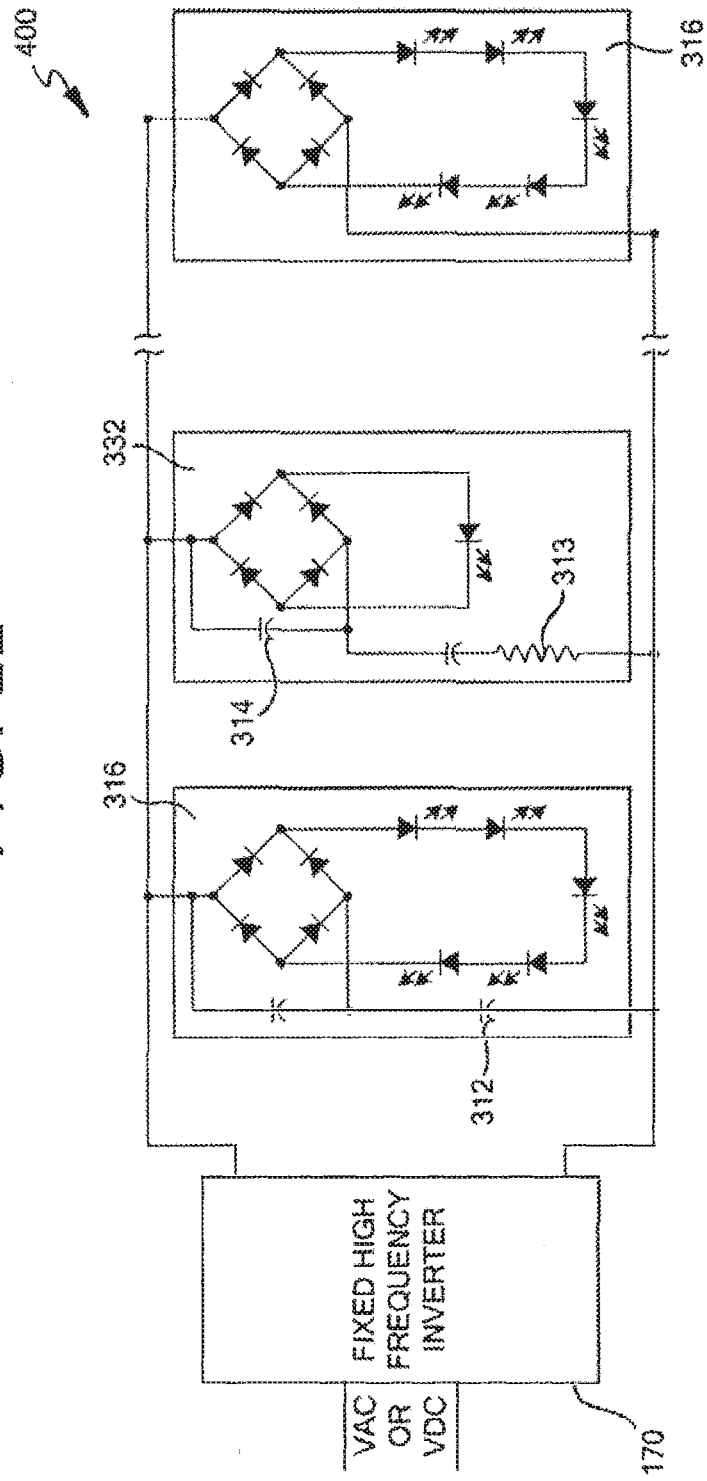 400
316
332
314
313
316
312
VAC
OR
VDC
FIXED HIGH
FREQUENCY
INVERTER
170